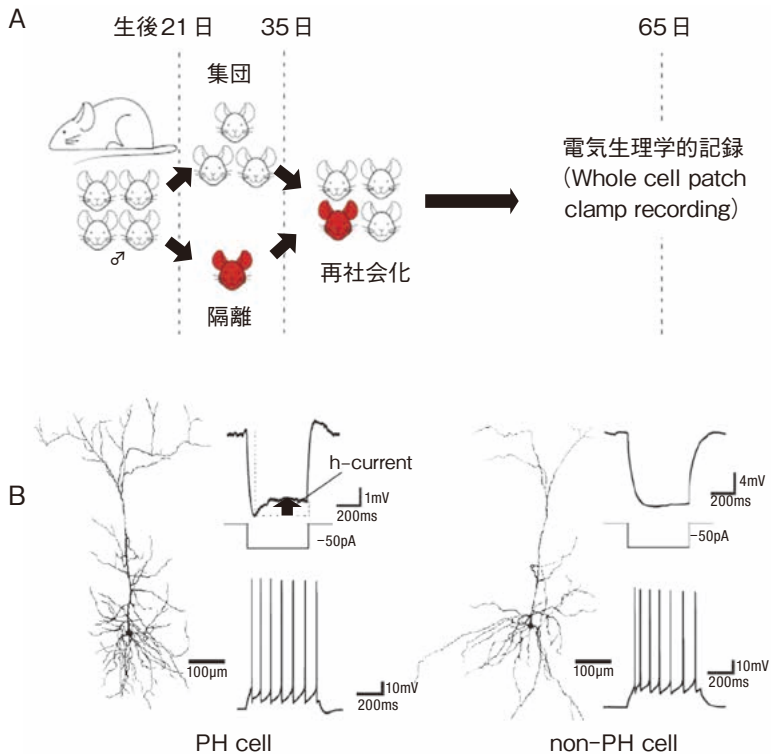 A
生後21日
35日
65日
集団
♂
隔離
再社会化
電気生理学的記録
(Whole cell patch
clamp recording)
B
h-current
1mV
200ms
-50pA
100μm
10mV
200ms
PH cell
4mV
200ms
-50pA
100μm
10mV
200ms
non-PH cell